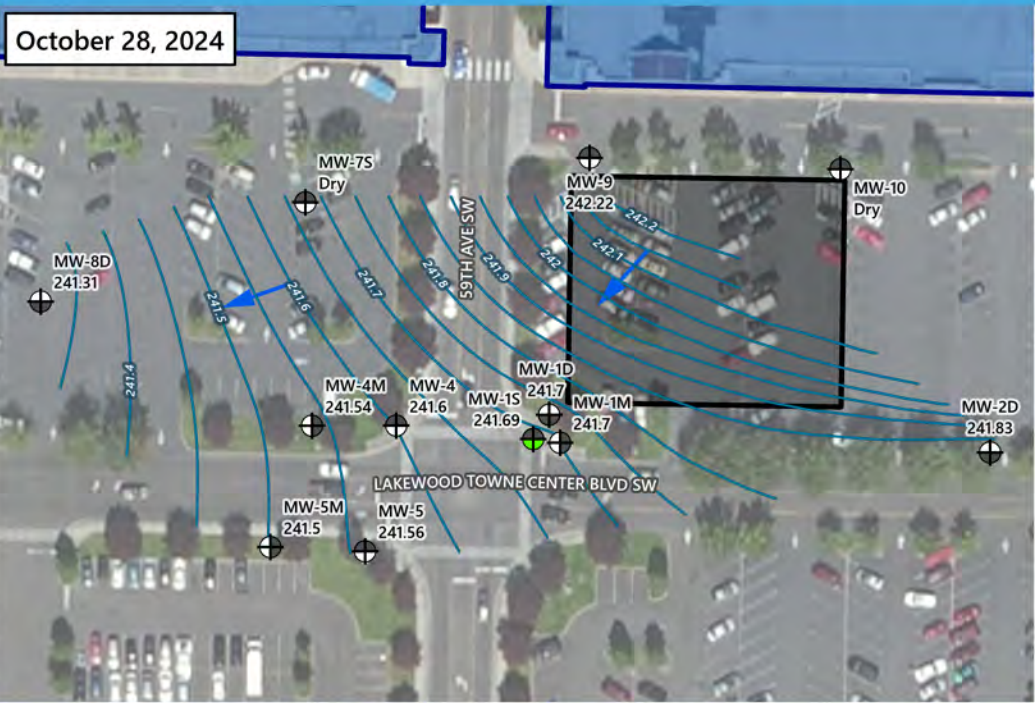 October 28, 2024
MW-7S
Dry
MW-9
242.22
MW-10
Dry
242.2
242.1
242
241.9
241.8
241.7
241.6
241.5
241.4
59TH AVE SW
MW-8D
241.31
MW-4M
241.54
MW-4
241.6
MW-1S
241.69
MW-1D
241.7
MW-1M
241.7
MW-2D
241.83
LAKEWOOD TOWNE CENTER BLVD SW
MW-5M
241.5
MW-5
241.56